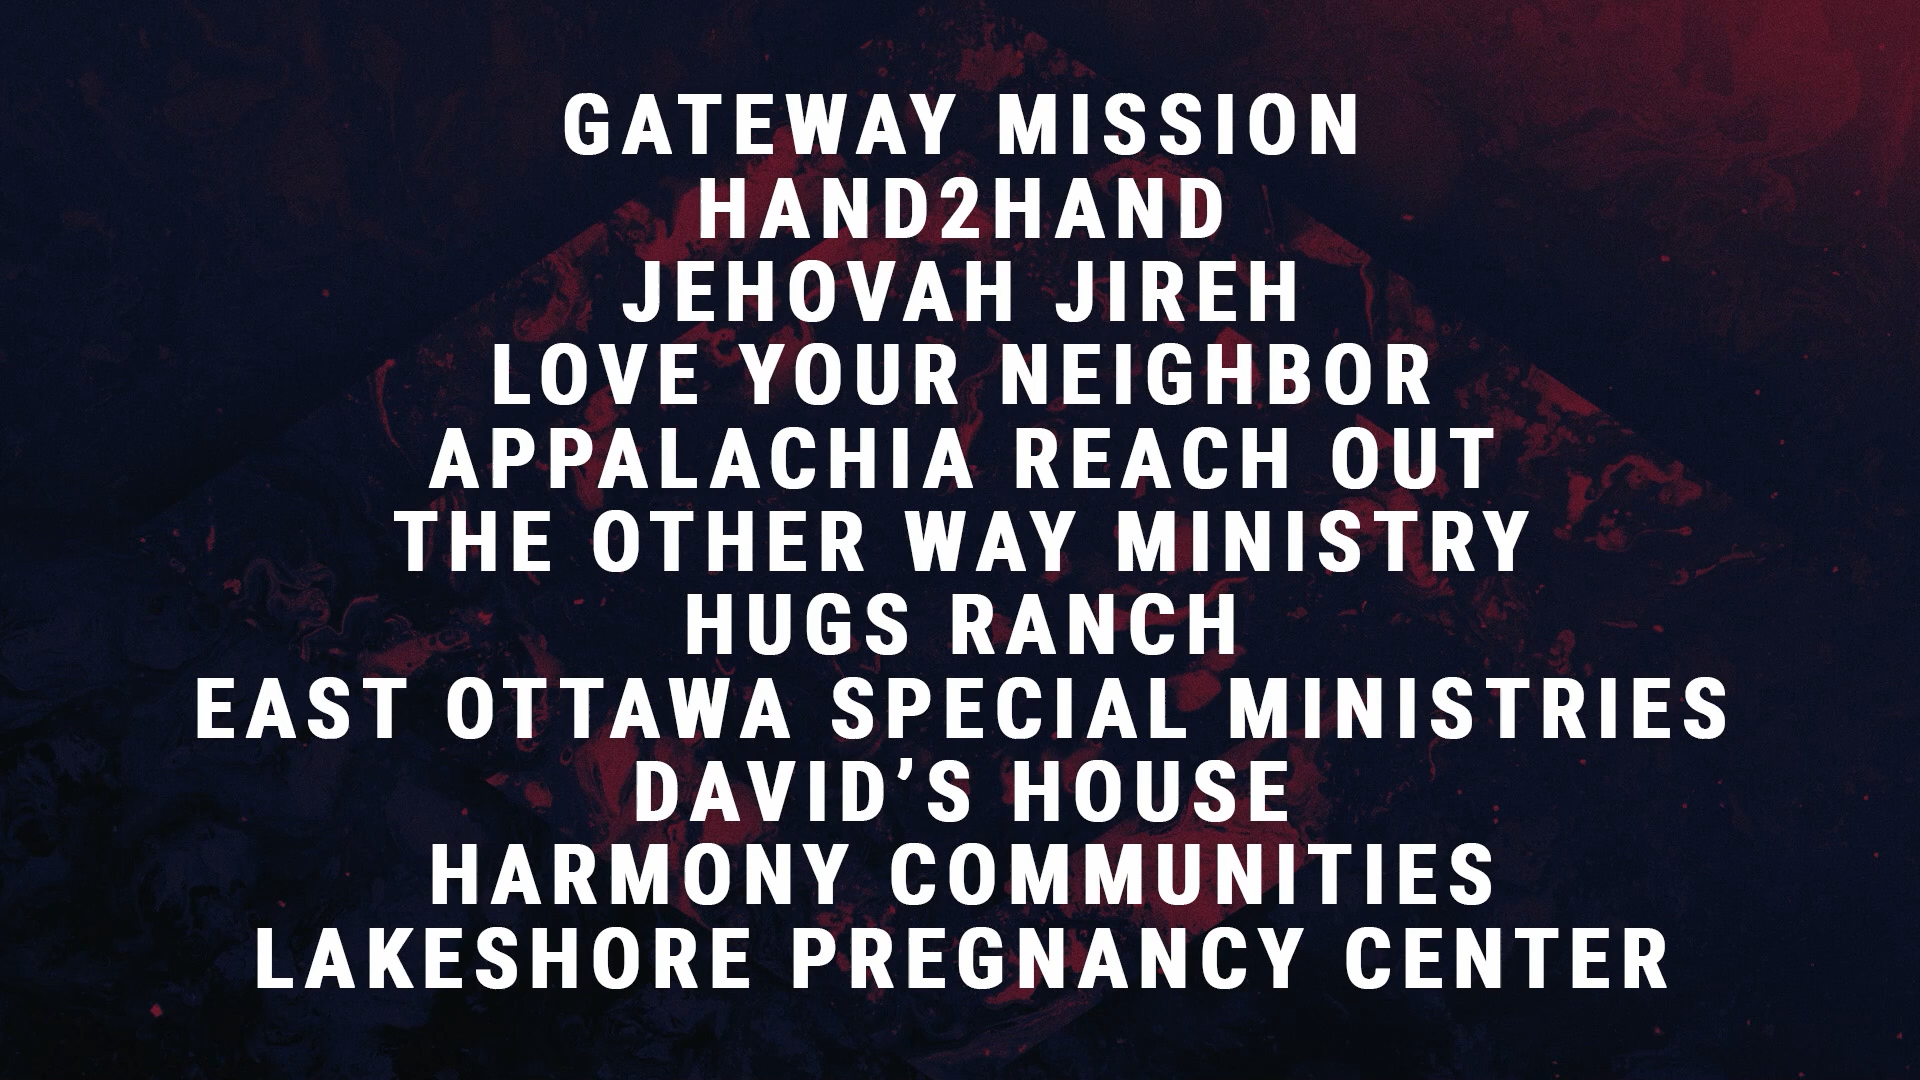 GATEWAY MISSION
HAND2HAND
JEHOVAH JIREH
LOVE YOUR NEIGHBOR
APPALACHIA REACH OUT
THE OTHER WAY MINISTRY
HUGS RANCH
EAST OTTAWA SPECIAL MINISTRIES
DAVID’S HOUSE
HARMONY COMMUNITIES
LAKESHORE PREGNANCY CENTER